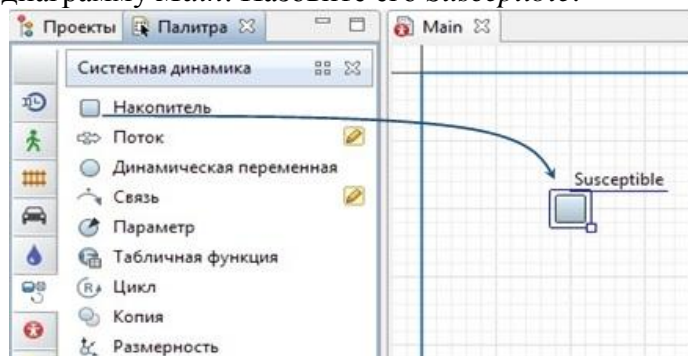 диаграмму Main. Назовите его Susceptible.
Проекты Палитра Main
Системная динамика
Накопитель
Поток
Динамическая переменная
Связь
Параметр
Табличная функция
Цикл
Копия
Размерность
Susceptible